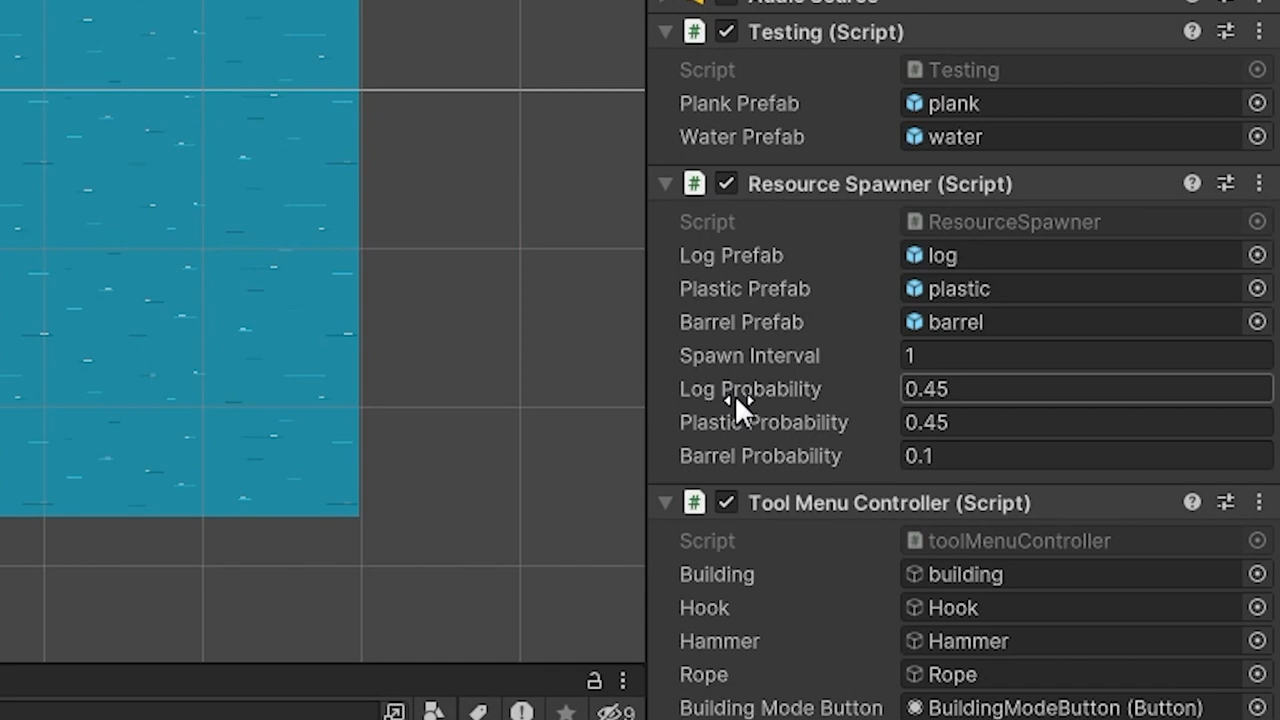 Audio Source
Testing (Script)
Script Testing
Plank Prefab plank
Water Prefab water
Resource Spawner (Script)
Script ResourceSpawner
Log Prefab log
Plastic Prefab plastic
Barrel Prefab barrel
Spawn Interval 1
Log Probability 0.45
Plastic Probability 0.45
Barrel Probability 0.1
Tool Menu Controller (Script)
Script toolMenuController
Building building
Hook Hook
Hammer Hammer
Rope Rope
Building Mode Button BuildingModeButton (Button)
9